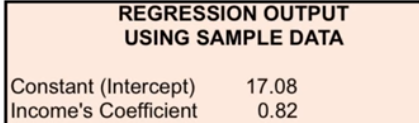 REGRESSION OUTPUT
USING SAMPLE DATA
Constant (Intercept) 17.08
Income's Coefficient 0.82